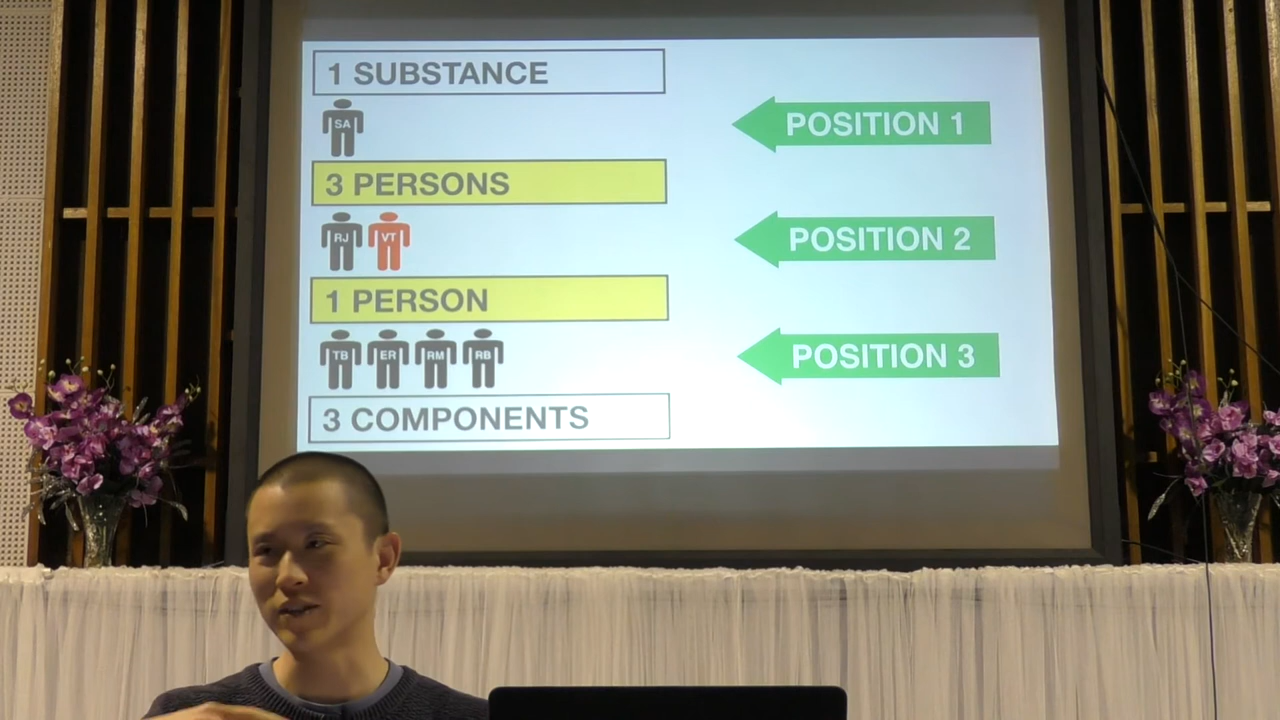 1 SUBSTANCE
SA
POSITION 1
3 PERSONS
RJ VT
POSITION 2
1 PERSON
TB ER RM RB
POSITION 3
3 COMPONENTS